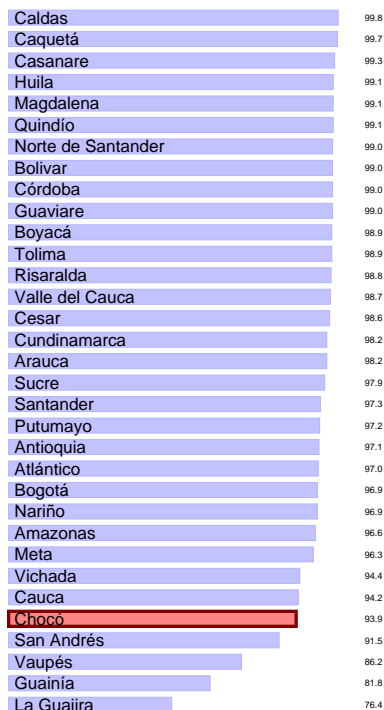 Caldas 99.8
Caquetá 99.7
Casanare 99.3
Huila 99.1
Magdalena 99.1
Quindío 99.1
Norte de Santander 99.0
Bolivar 99.0
Córdoba 99.0
Guaviare 99.0
Boyacá 98.9
Tolima 98.9
Risaralda 98.8
Valle del Cauca 98.7
Cesar 98.6
Cundinamarca 98.2
Arauca 98.2
Sucre 97.9
Santander 97.3
Putumayo 97.2
Antioquia 97.1
Atlántico 97.0
Bogotá 96.9
Nariño 96.9
Amazonas 96.6
Meta 96.3
Vichada 94.4
Cauca 94.2
Chocó 93.9
San Andrés 91.5
Vaupés 86.2
Guainía 81.8
La Guajira 76.4